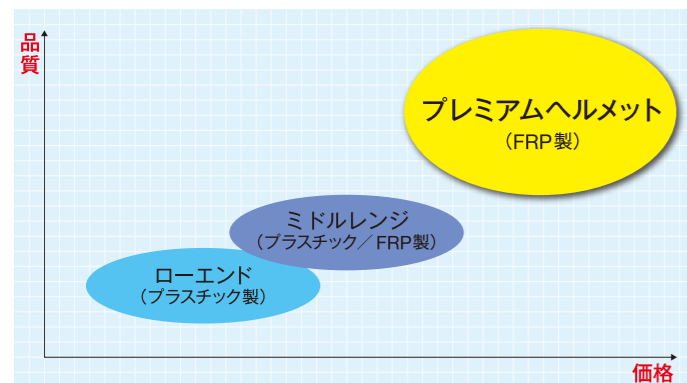 品
質
プレミアムヘルメット
（FRP製）
ミドルレンジ
（プラスチック／FRP製）
ローエンド
（プラスチック製）
価格